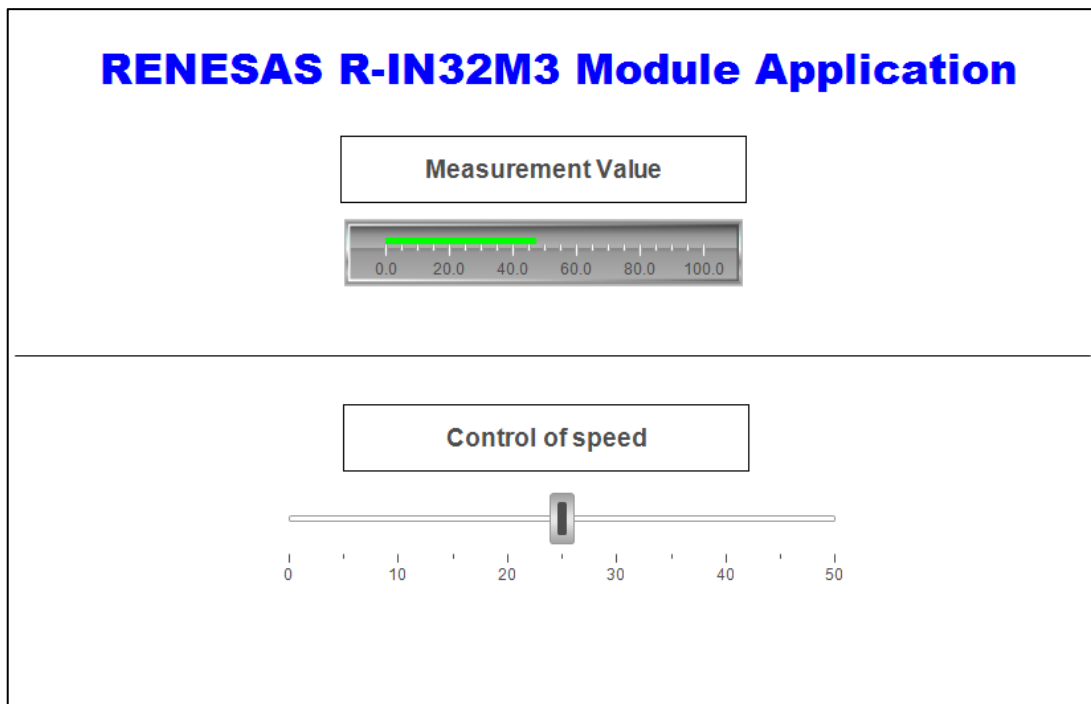 RENESAS R-IN32M3 Module Application
Measurement Value
0.0 20.0 40.0 60.0 80.0 100.0
Control of speed
0 10 20 30 40 50